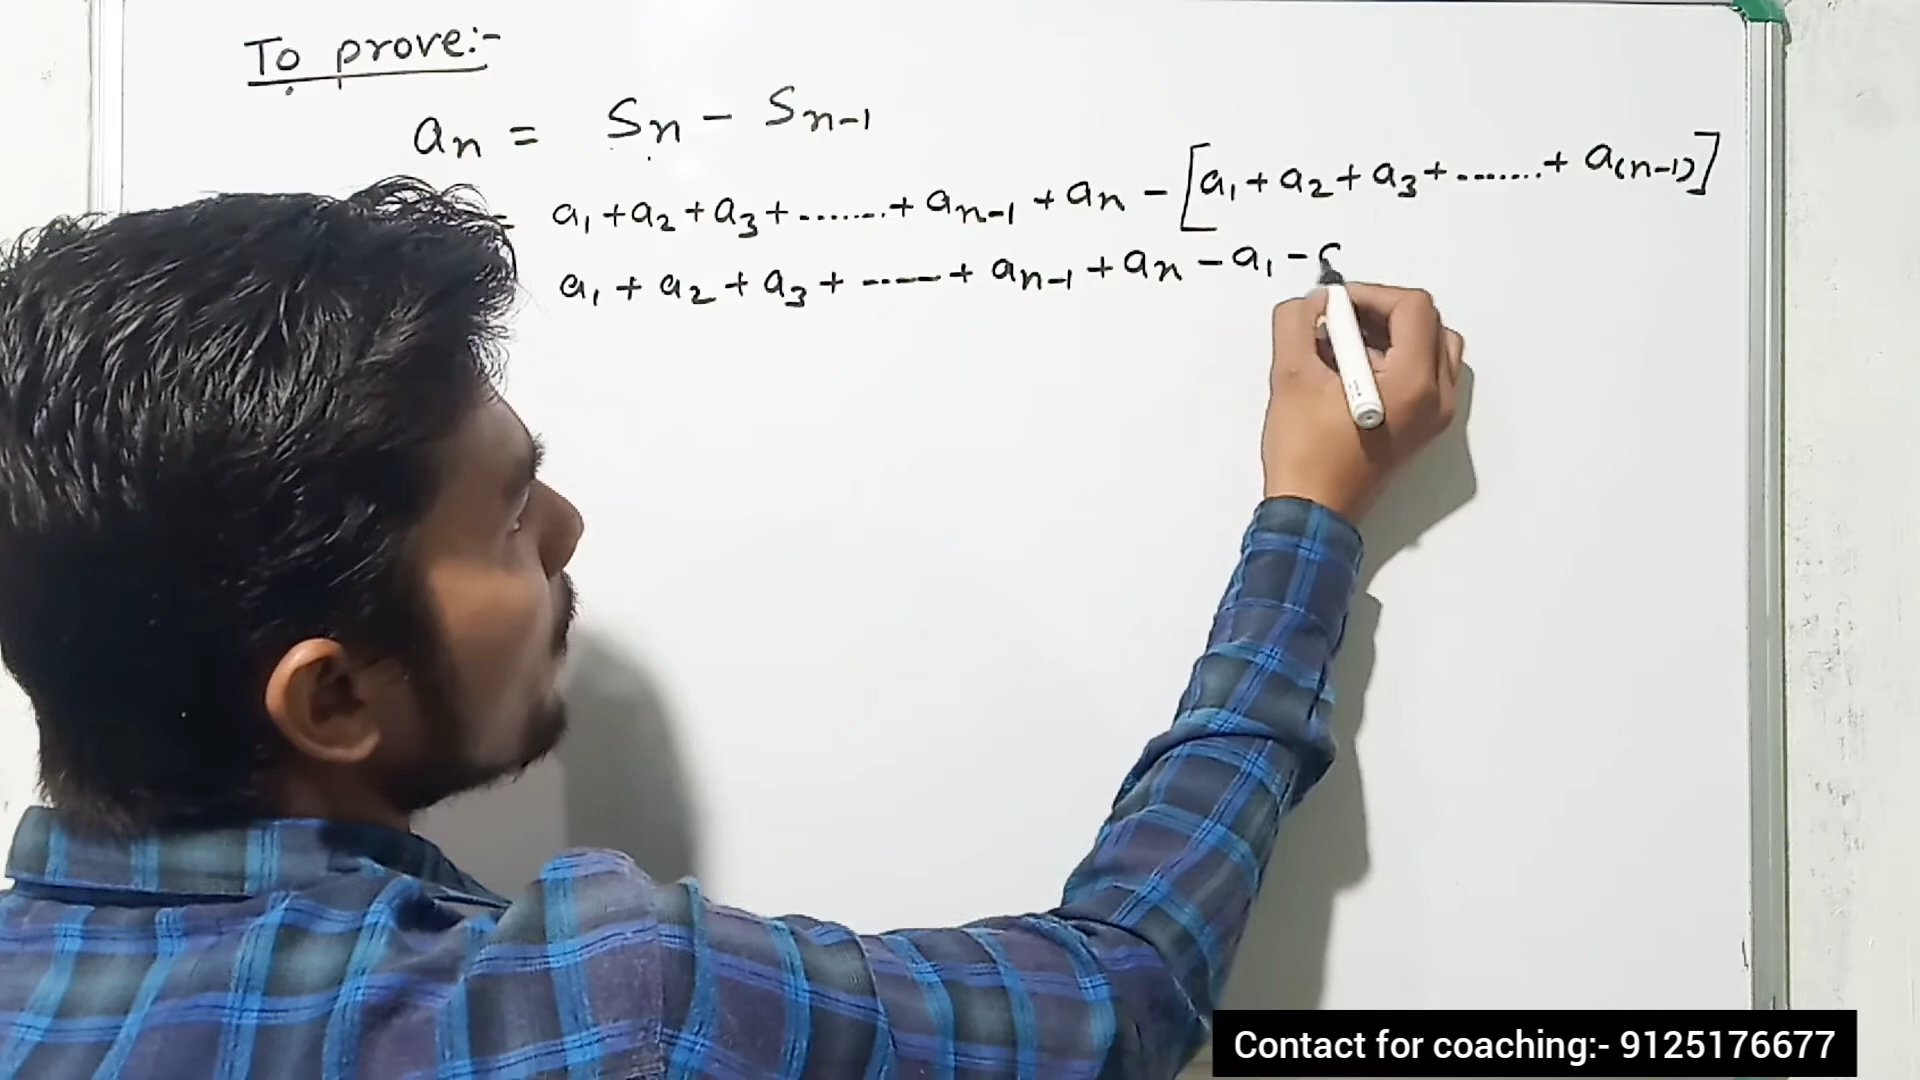 To prove:-
an = Sn - Sn-1
= a1 + a2 + a3 + ....... + an-1 + an - [a1 + a2 + a3 + ....... + a(n-1)]
a1 + a2 + a3 + ----- + an-1 + an - a1 -
Contact for coaching:- 9125176677